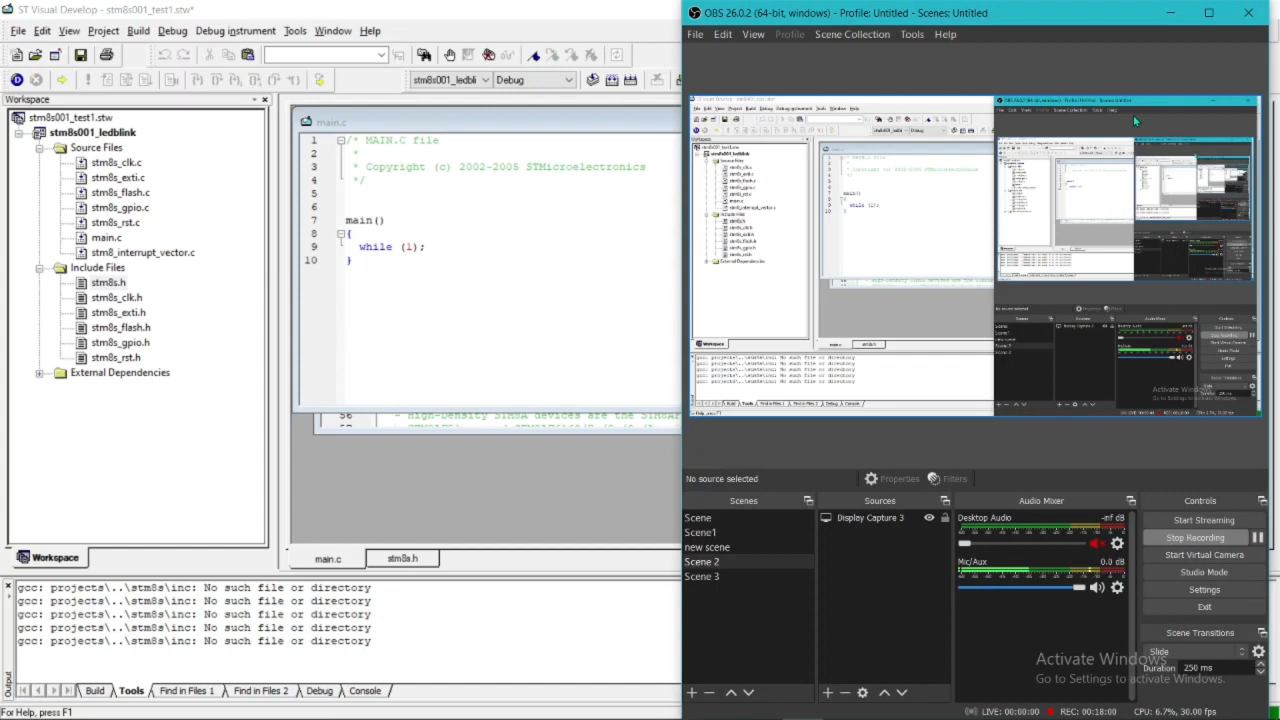 ST Visual Develop - stm8s001_test1.stw*
File Edit View Project Build Debug Debug instrument Tools Window Help
stm8s001_ledbli Debug
Workspace
stm8s001_test1.stw
stm8s001_ledblink
Source Files
stm8s_clk.c
stm8s_exti.c
stm8s_flash.c
stm8s_gpio.c
stm8s_rst.c
main.c
stm8_interrupt_vector.c
Include Files
stm8s.h
stm8s_clk.h
stm8s_exti.h
stm8s_flash.h
stm8s_gpio.h
stm8s_rst.h
External Dependencies
Workspace
main.c
1 /* MAIN.C file
2 *
3 * Copyright (c) 2002-2005 STMicroelectronics
4 */
5
6
7 main()
8 {
9 while (1);
10 }
56 - High-Density STM8A devices are the STM8AF
57
main.c stm8s.h
gcc: projects\..\stm8s\inc: No such file or directory
gcc: projects\..\stm8s\inc: No such file or directory
gcc: projects\..\stm8s\inc: No such file or directory
gcc: projects\..\stm8s\inc: No such file or directory
gcc: projects\..\stm8s\inc: No such file or directory
Output
Build Tools Find in Files 1 Find in Files 2 Debug Console
For Help, press F1
OBS 26.0.2 (64-bit, windows) - Profile: Untitled - Scenes: Untitled
File Edit View Profile Scene Collection Tools Help
No source selected Properties Filters
Scenes
Scene
Scene1
new scene
Scene 2
Scene 3
Sources
Display Capture 3
Audio Mixer
Desktop Audio -inf dB
Mic/Aux 0.0 dB
Controls
Start Streaming
Stop Recording
Start Virtual Camera
Studio Mode
Settings
Exit
Scene Transitions
Slide
Duration 250 ms
Activate Windows
Go to Settings to activate Windows.
LIVE: 00:00:00 REC: 00:18:00 CPU: 6.7%, 30.00 fps